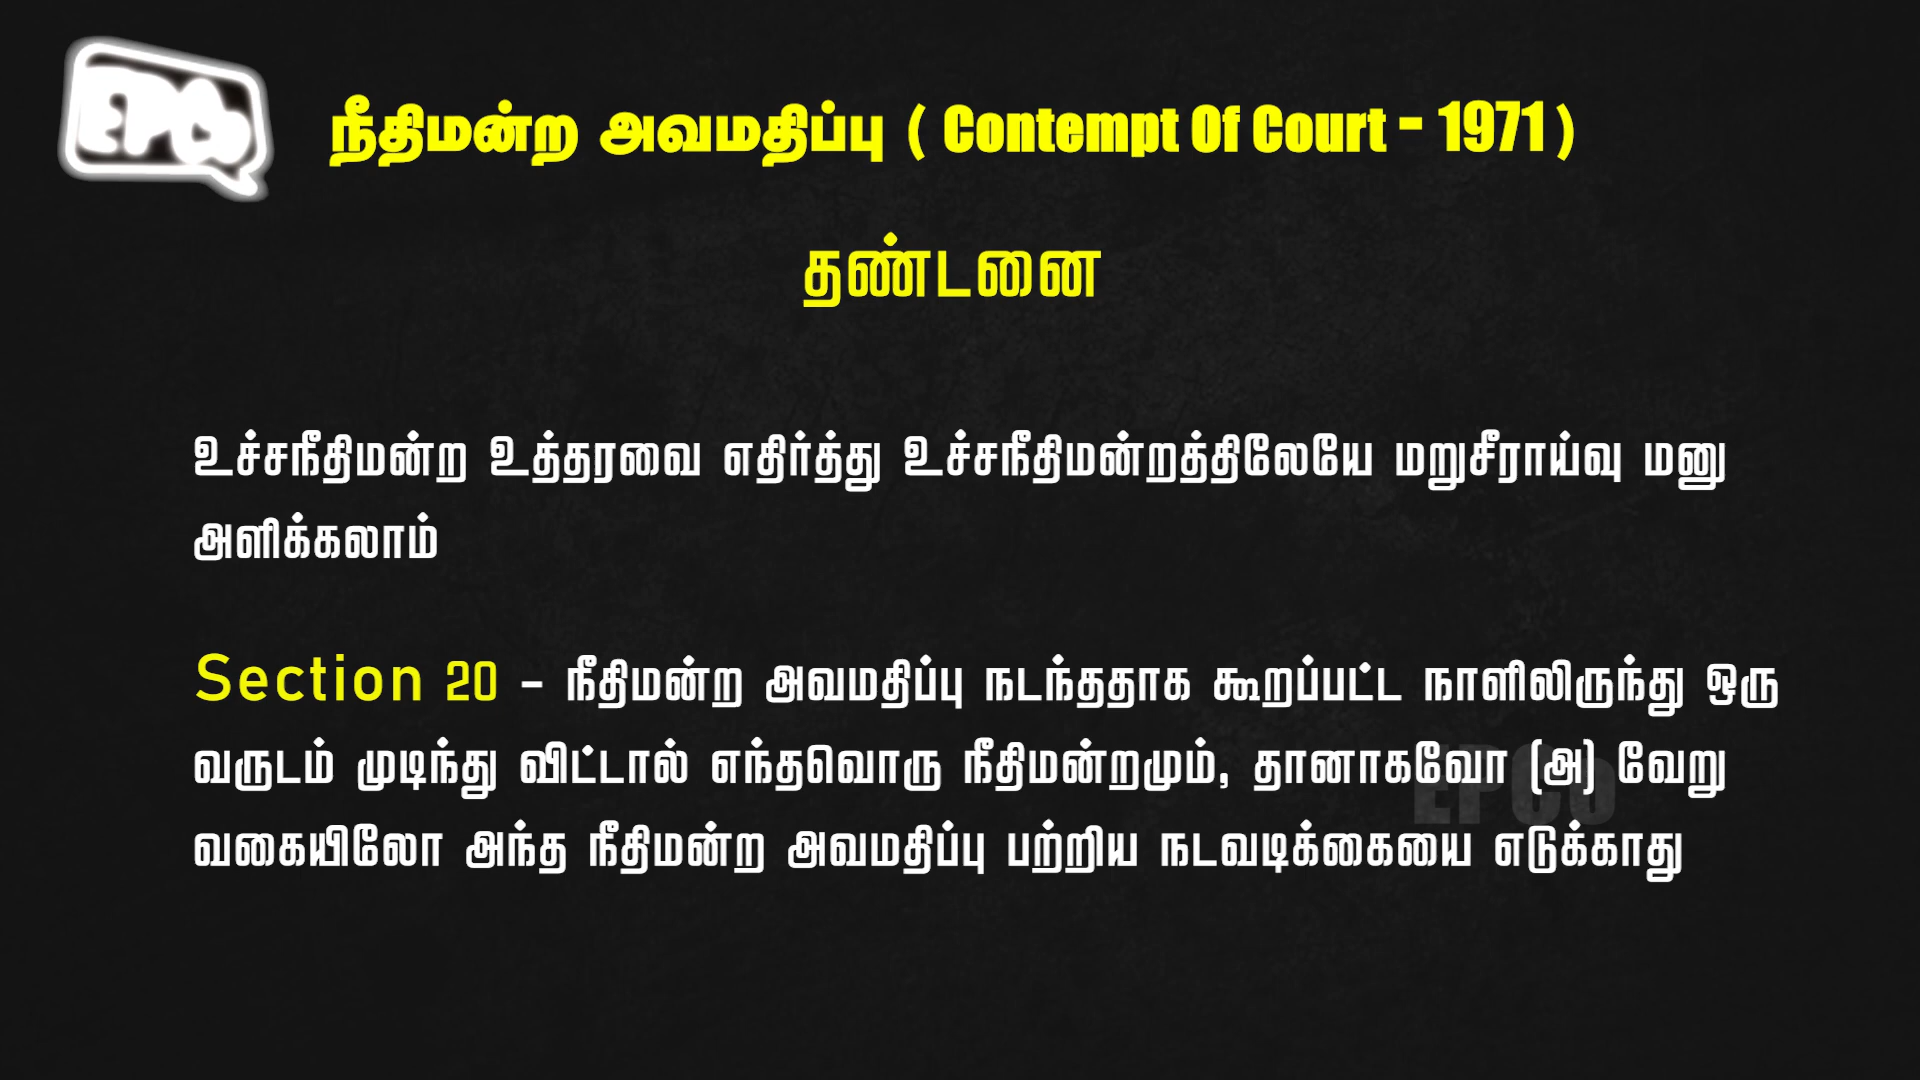 EPCo
நீதிமன்ற அவமதிப்பு ( Contempt Of Court - 1971 )
தண்டனை
உச்சநீதிமன்ற உத்தரவை எதிர்த்து உச்சநீதிமன்றத்திலேயே மறுசீராய்வு மனு
அளிக்கலாம்
Section 20 - நீதிமன்ற அவமதிப்பு நடந்ததாக கூறப்பட்ட நாளிலிருந்து ஒரு
வருடம் முடிந்து விட்டால் எந்தவொரு நீதிமன்றமும், தானாகவோ (அ) வேறு
வகையிலோ அந்த நீதிமன்ற அவமதிப்பு பற்றிய நடவடிக்கையை எடுக்காது
EPCo